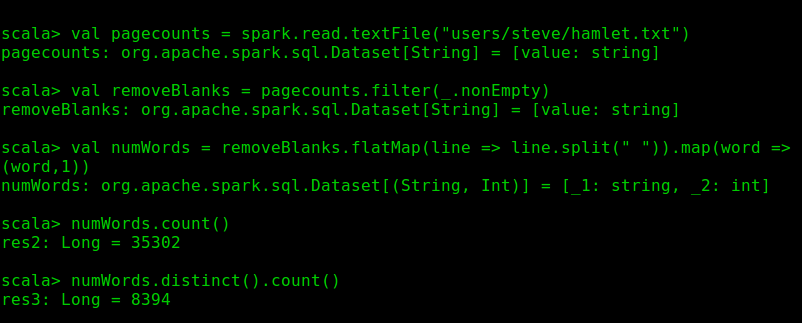 scala> val pagecounts = spark.read.textFile("users/steve/hamlet.txt")
pagecounts: org.apache.spark.sql.Dataset[String] = [value: string]
scala> val removeBlanks = pagecounts.filter(_.nonEmpty)
removeBlanks: org.apache.spark.sql.Dataset[String] = [value: string]
scala> val numWords = removeBlanks.flatMap(line => line.split(" ")).map(word =>
(word,1))
numWords: org.apache.spark.sql.Dataset[(String, Int)] = [_1: string, _2: int]
scala> numWords.count()
res2: Long = 35302
scala> numWords.distinct().count()
res3: Long = 8394